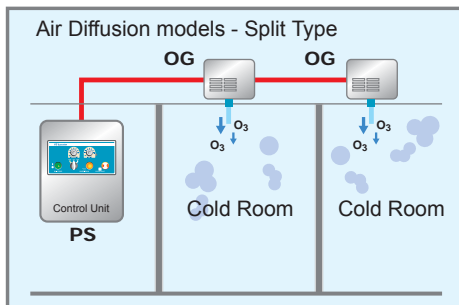 Air Diffusion models - Split Type
OG
OG
O3
O3
O3
O3
Control Unit
PS
Cold Room
Cold Room